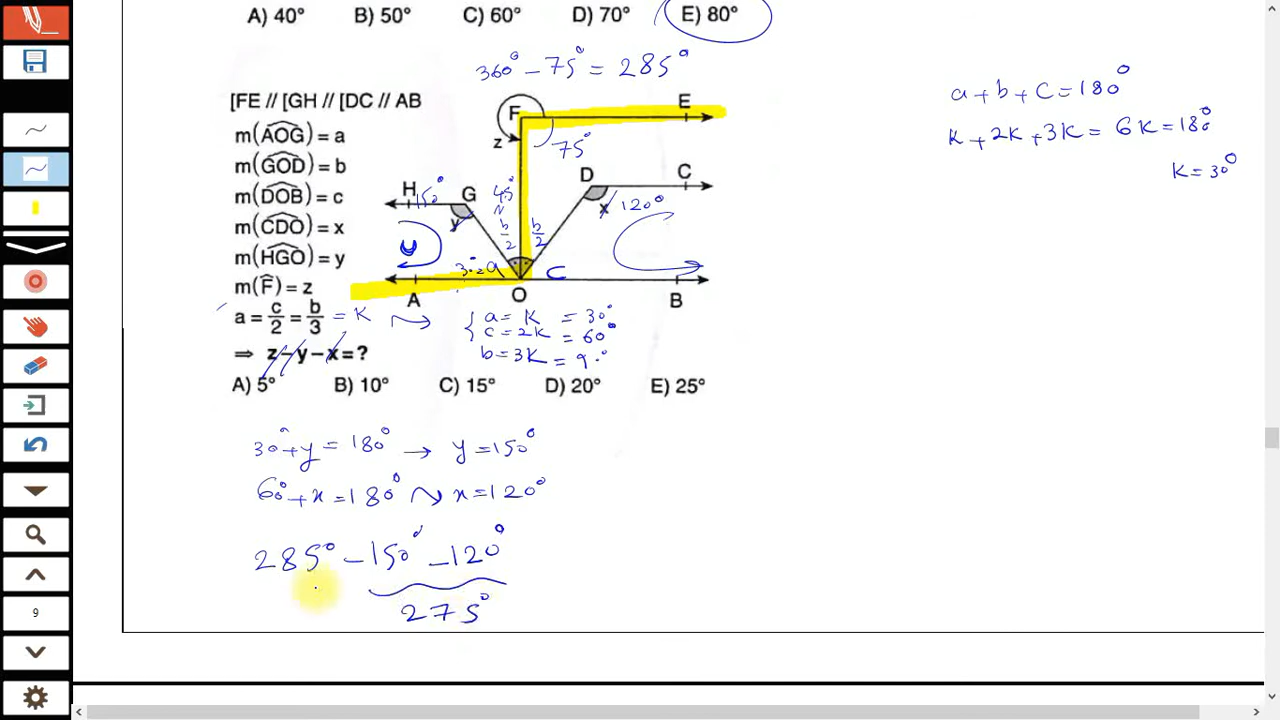 A) 40° B) 50° C) 60° D) 70° E) 80°
360° - 75° = 285°
[FE // [GH // [DC // AB
m(AOG) = a
m(GOD) = b
m(DOB) = c
m(CDO) = x
m(HGO) = y
m(F) = z
a = c/2 = b/3 = K
a = K = 30°
c = 2K = 60°
b = 3K = 90°
⇒ z – y – x = ?
A) 5° B) 10° C) 15° D) 20° E) 25°
F E
z 75°
D C
H 150° G 45° x 120°
y b/2 b/2
30° = a C
A O B
a + b + c = 180°
K + 2K + 3K = 6K = 180°
K = 30°
30° + y = 180° → y = 150°
60° + x = 180° x = 120°
285° - 150° - 120°
275°
9